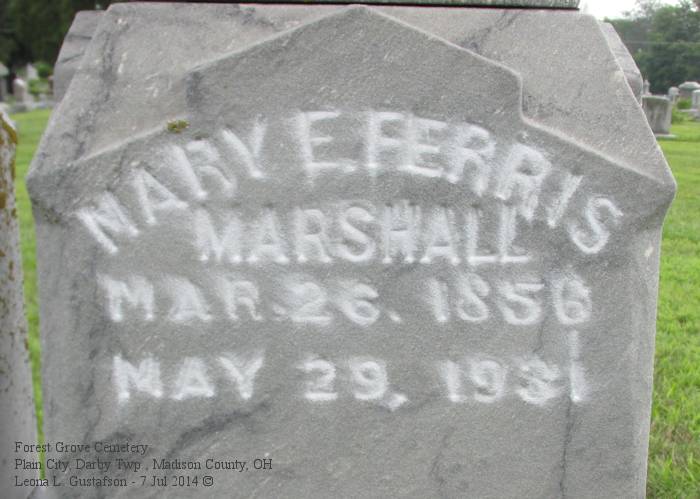 MARY E. FERRIS
MARSHALL
MAR. 26. 1856
MAY 29, 1931
Forest Grove Cemetery
Plain City, Darby Twp., Madison County, OH
Leona L. Gustafson - 7 Jul 2014 ©